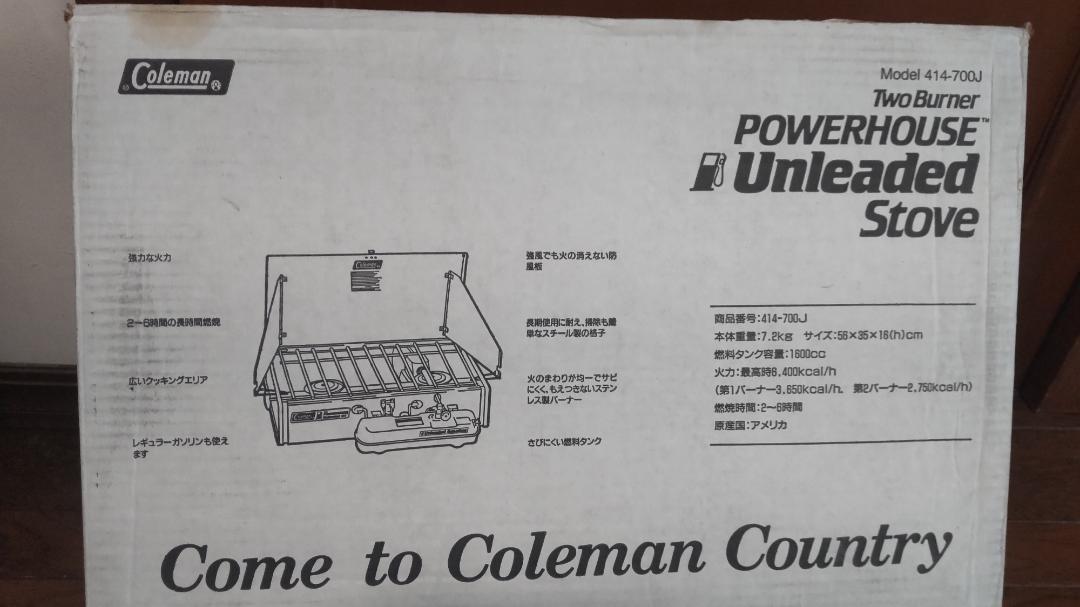 Coleman
Model 414-700J
Two Burner
POWERHOUSE™
Unleaded
Stove
強力な火力
2〜6時間の長時間燃焼
広いクッキングエリア
レギュラーガソリンも使え
ます
Coleman
強風でも火の消えない防
風板
長期使用に耐え、掃除も簡
単なスチール製の格子
火のまわりが均一でサビ
にくく、もえつきないステン
レス製バーナー
さびにくい燃料タンク
商品番号:414-700J
本体重量:7.2kg サイズ:56×35×16(h)cm
燃料タンク容量:1600cc
火力:最高時6,400kcal/h
(第1バーナー3,650kcal/h、第2バーナー2,750kcal/h)
燃焼時間:2〜6時間
原産国:アメリカ
Come to Coleman Country